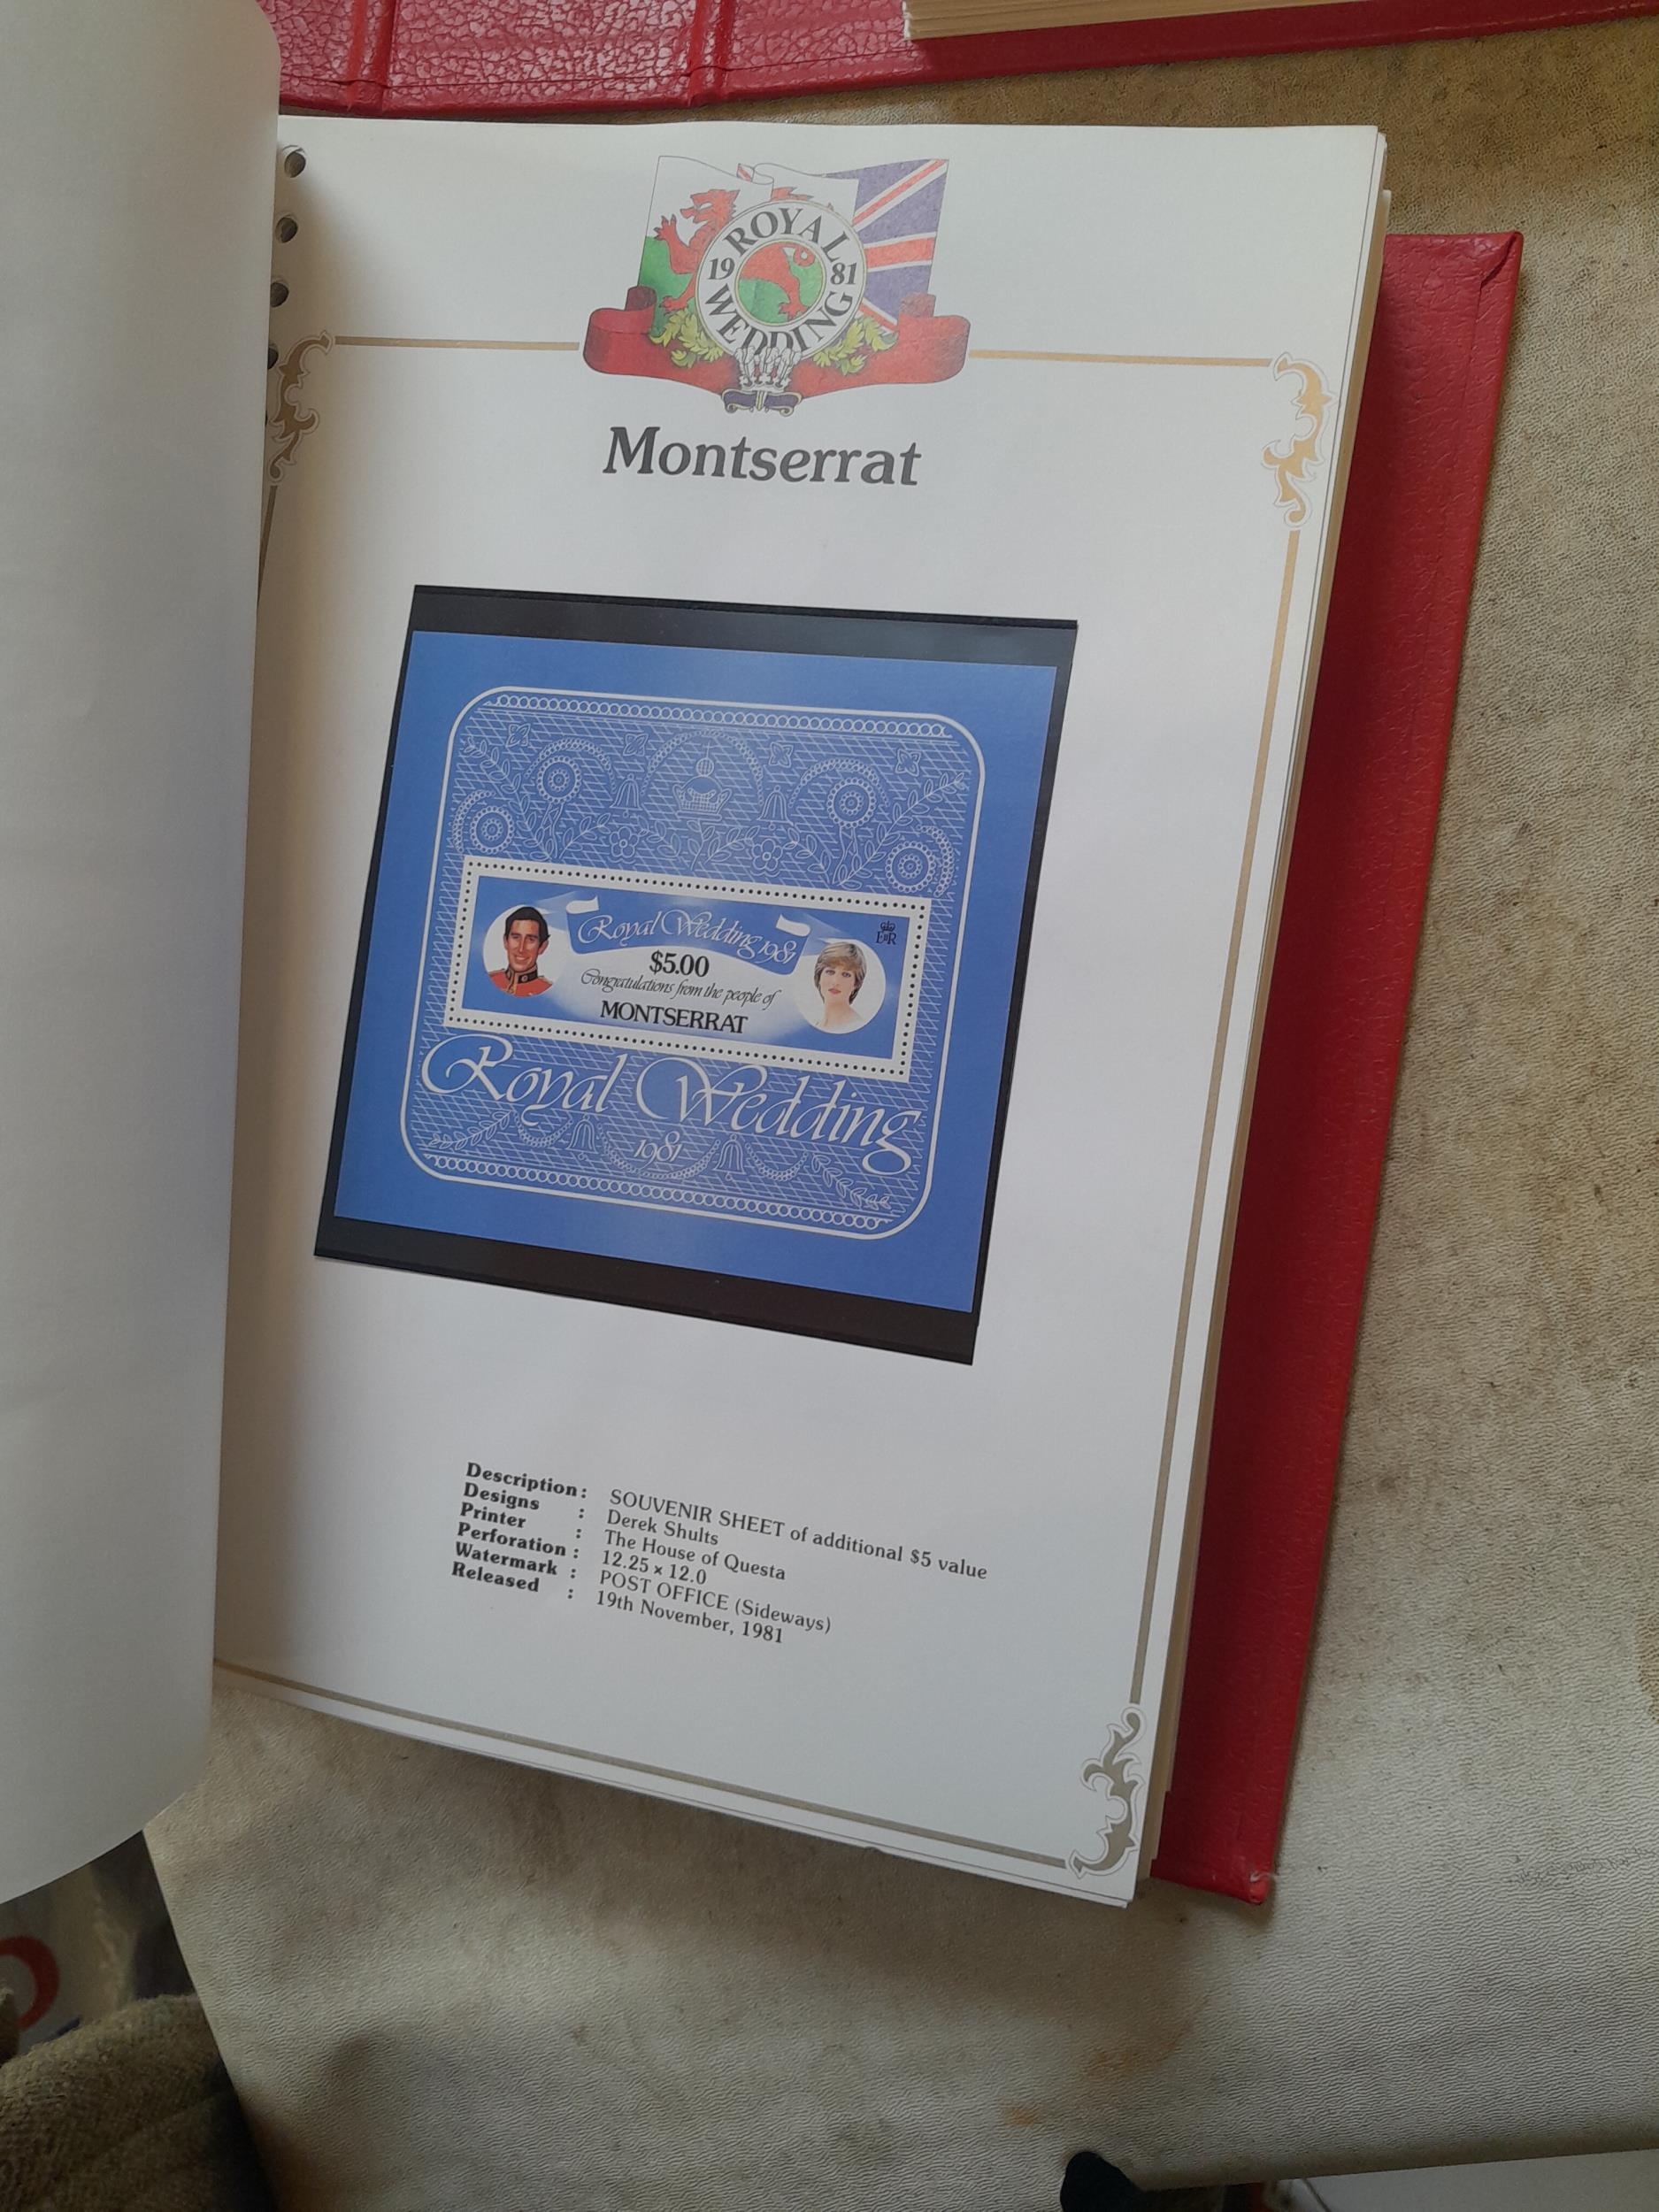 ROYAL
19 81
WEDDING
Montserrat
Royal Wedding 1981
EIIR
$5.00
Congratulations from the people of
MONTSERRAT
Royal Wedding
1981
Description : SOUVENIR SHEET of additional $5 value
Designs : Derek Shults
Printer : The House of Questa
Perforation : 12.25 x 12.0
Watermark : POST OFFICE (Sideways)
Released : 19th November, 1981